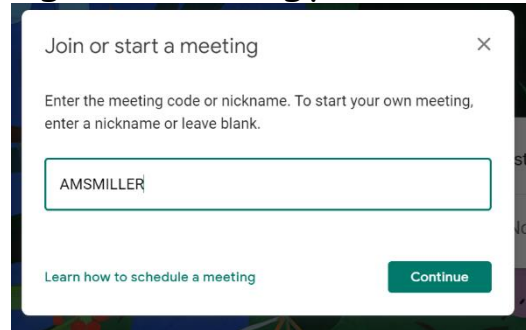 Join or start a meeting
Enter the meeting code or nickname. To start your own meeting,
enter a nickname or leave blank.
AMSMILLER
Learn how to schedule a meeting
Continue